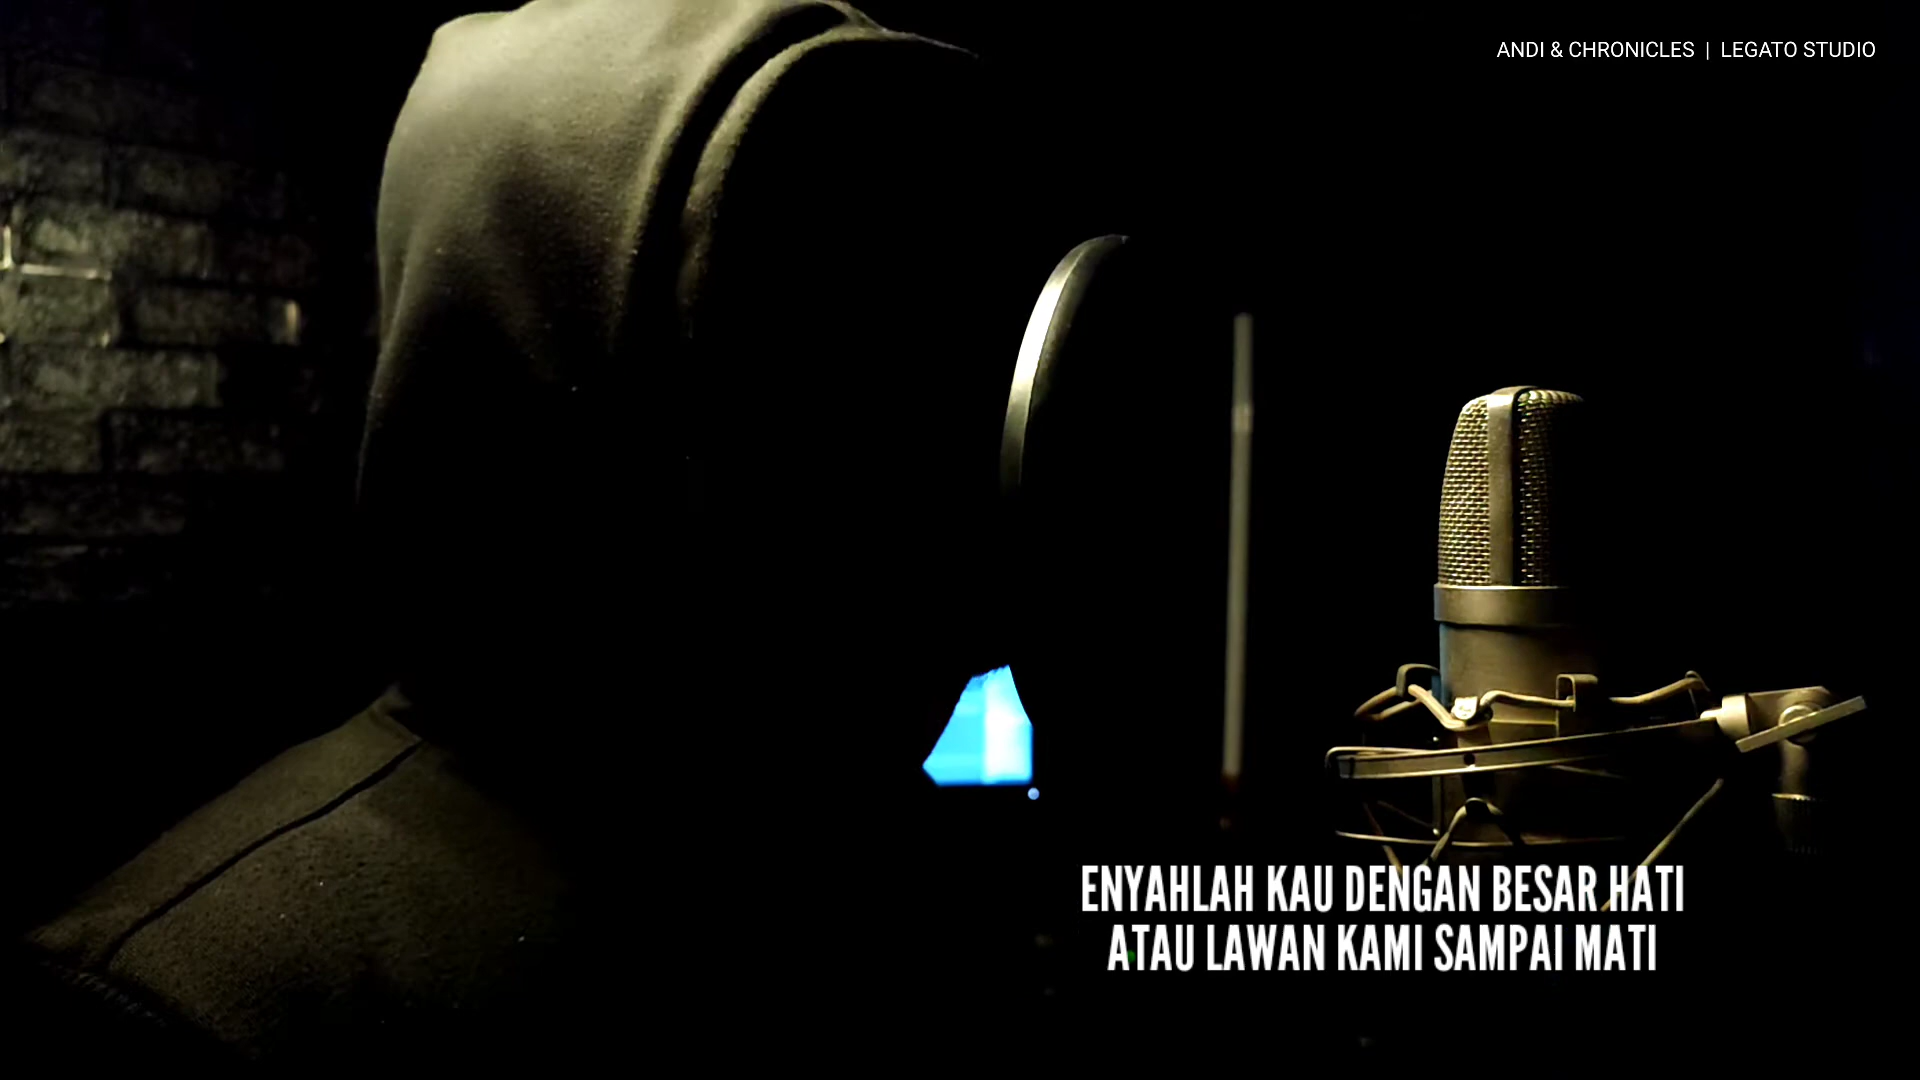 ANDI & CHRONICLES | LEGATO STUDIO
ENYAHLAH KAU DENGAN BESAR HATI
ATAU LAWAN KAMI SAMPAI MATI